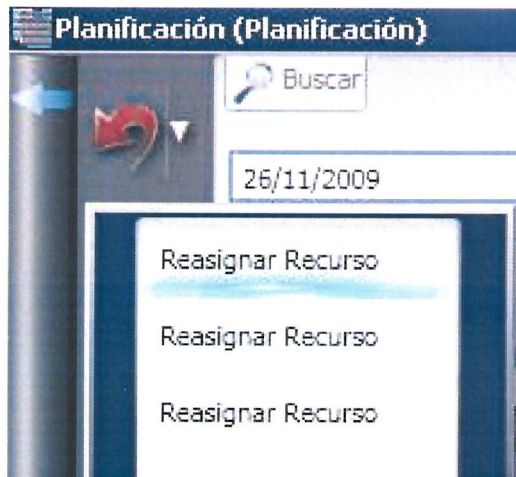 Planificación (Planificación)
Buscar
26/11/2009
Reasignar Recurso
Reasignar Recurso
Reasignar Recurso